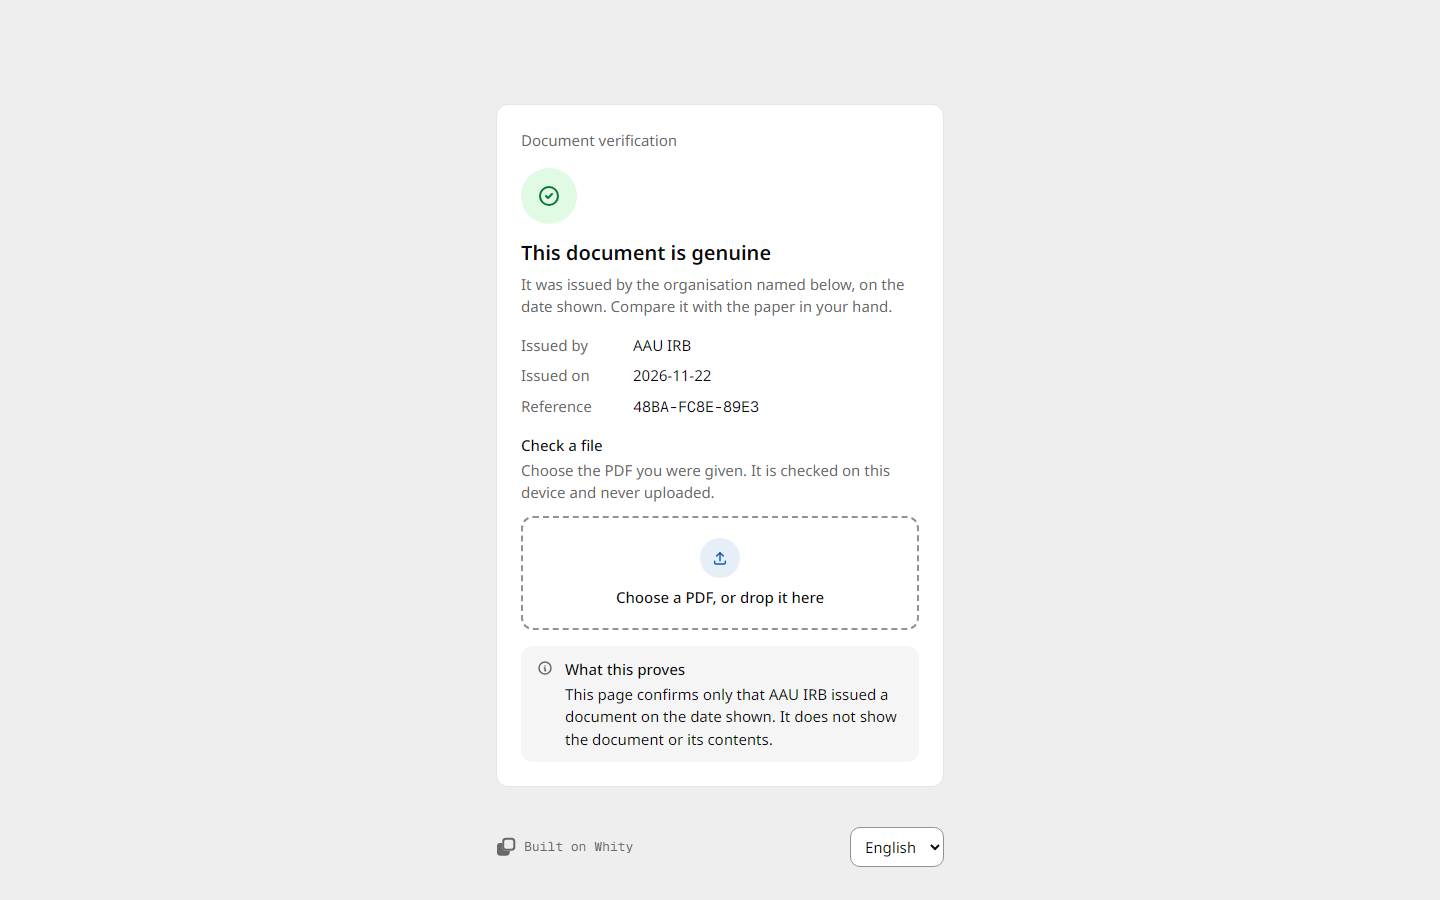 Document verification
This document is genuine
It was issued by the organisation named below, on the
date shown. Compare it with the paper in your hand.
Issued by AAU IRB
Issued on 2026-11-22
Reference 48BA-FC8E-89E3
Check a file
Choose the PDF you were given. It is checked on this
device and never uploaded.
Choose a PDF, or drop it here
What this proves
This page confirms only that AAU IRB issued a
document on the date shown. It does not show
the document or its contents.
Built on Whity
English